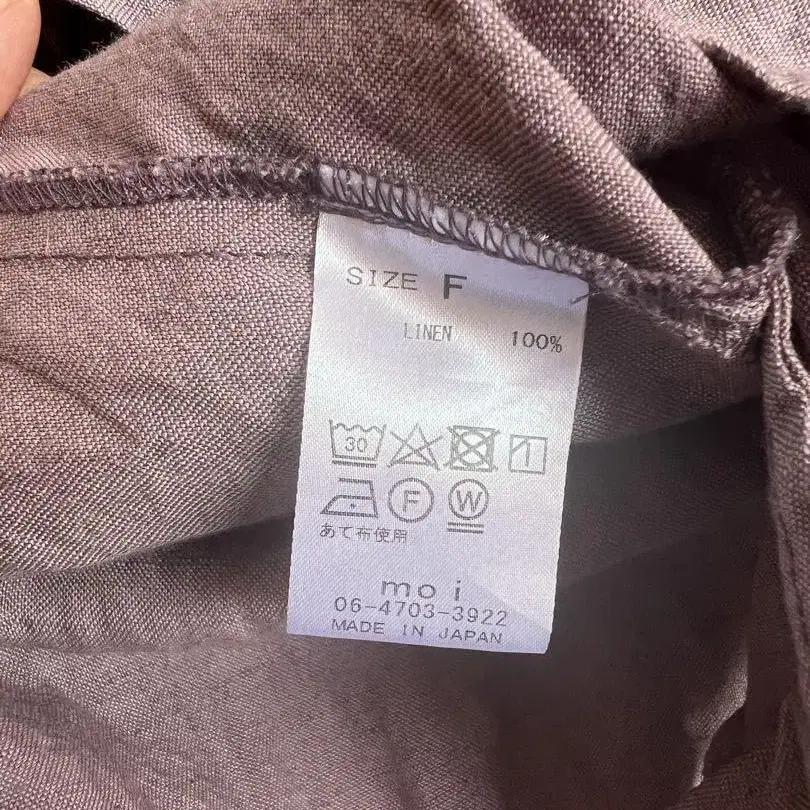 SIZE F
LINEN 100%
30
F W
あて布使用
moi
06-4703-3922
MADE IN JAPAN